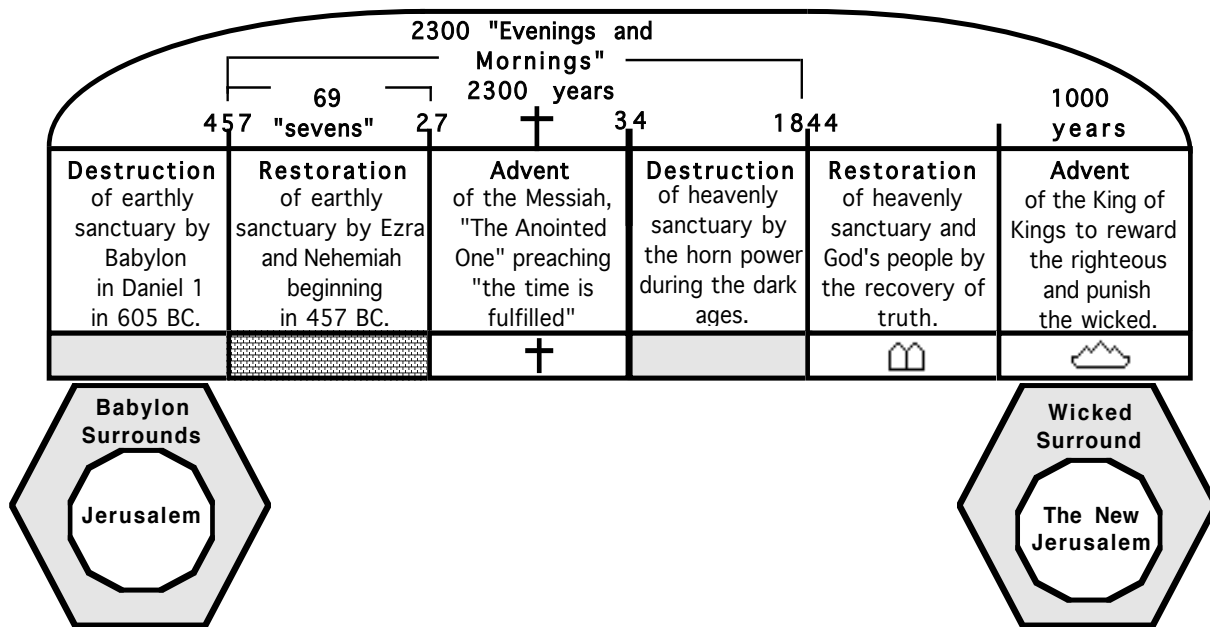 2300 "Evenings and
Mornings"
2300 years
69
"sevens"
1000
years
457
27
34
1844
Destruction
of earthly
sanctuary by
Babylon
in Daniel 1
in 605 BC.
Restoration
of earthly
sanctuary by Ezra
and Nehemiah
beginning
in 457 BC.
Advent
of the Messiah,
"The Anointed
One" preaching
"the time is
fulfilled"
Destruction
of heavenly
sanctuary by
the horn power
during the dark
ages.
Restoration
of heavenly
sanctuary and
God's people by
the recovery of
truth.
Advent
of the King of
Kings to reward
the righteous
and punish
the wicked.
Babylon
Surrounds
Jerusalem
Wicked
Surround
The New
Jerusalem